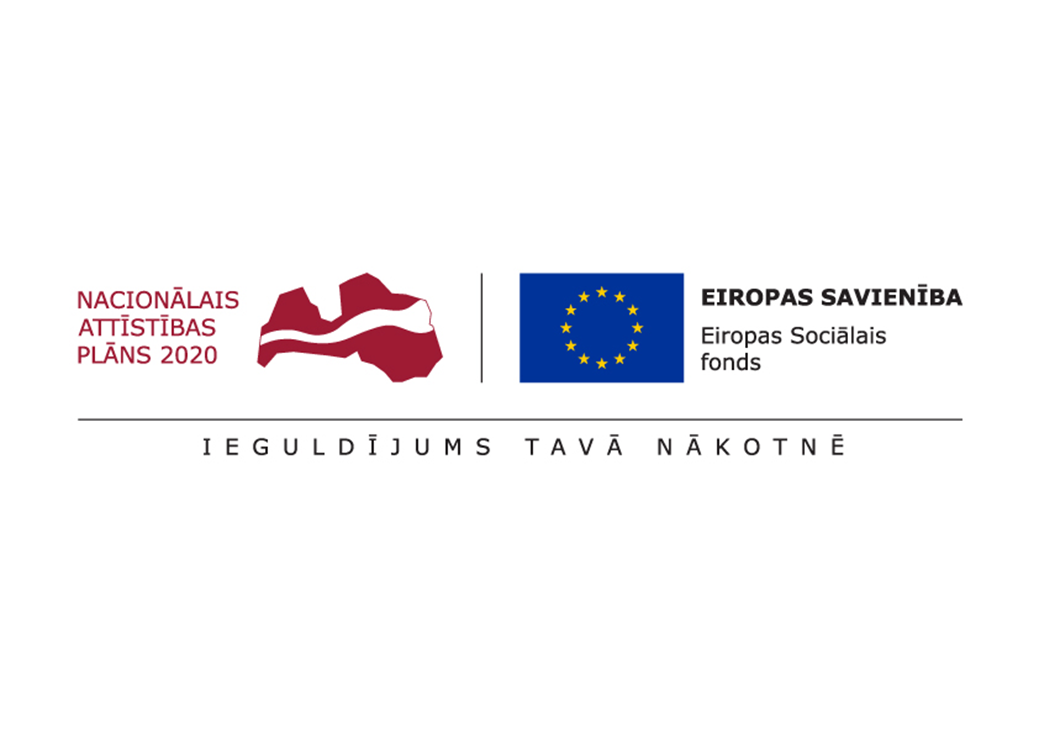 NACIONĀLAIS
ATTĪSTĪBAS
PLĀNS 2020
EIROPAS SAVIENĪBA
Eiropas Sociālais
fonds
IEGULDĪJUMS TAVĀ NĀKOTNĒ